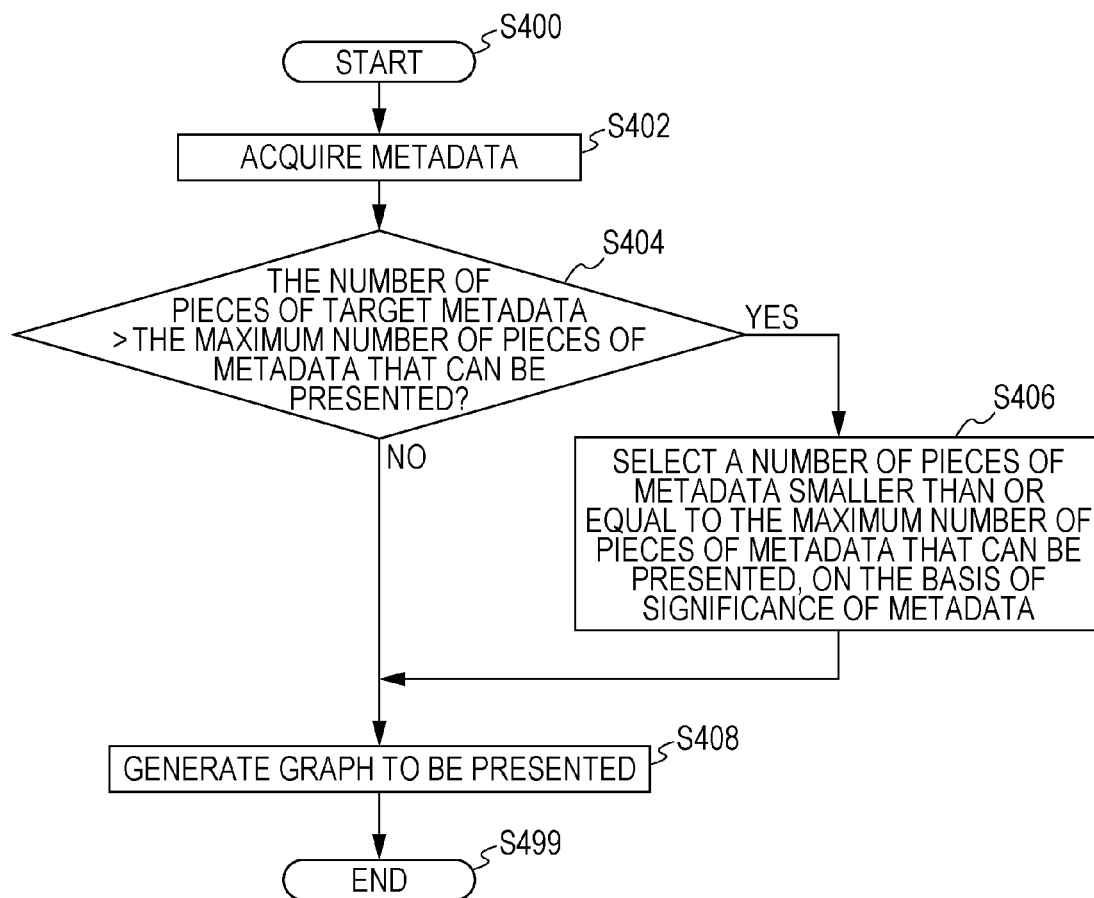 S400
START
S402
ACQUIRE METADATA
S404
THE NUMBER OF
PIECES OF TARGET METADATA
> THE MAXIMUM NUMBER OF PIECES OF
METADATA THAT CAN BE
PRESENTED?
YES
NO
S406
SELECT A NUMBER OF PIECES OF
METADATA SMALLER THAN OR
EQUAL TO THE MAXIMUM NUMBER OF
PIECES OF METADATA THAT CAN BE
PRESENTED, ON THE BASIS OF
SIGNIFICANCE OF METADATA
S408
GENERATE GRAPH TO BE PRESENTED
S499
END